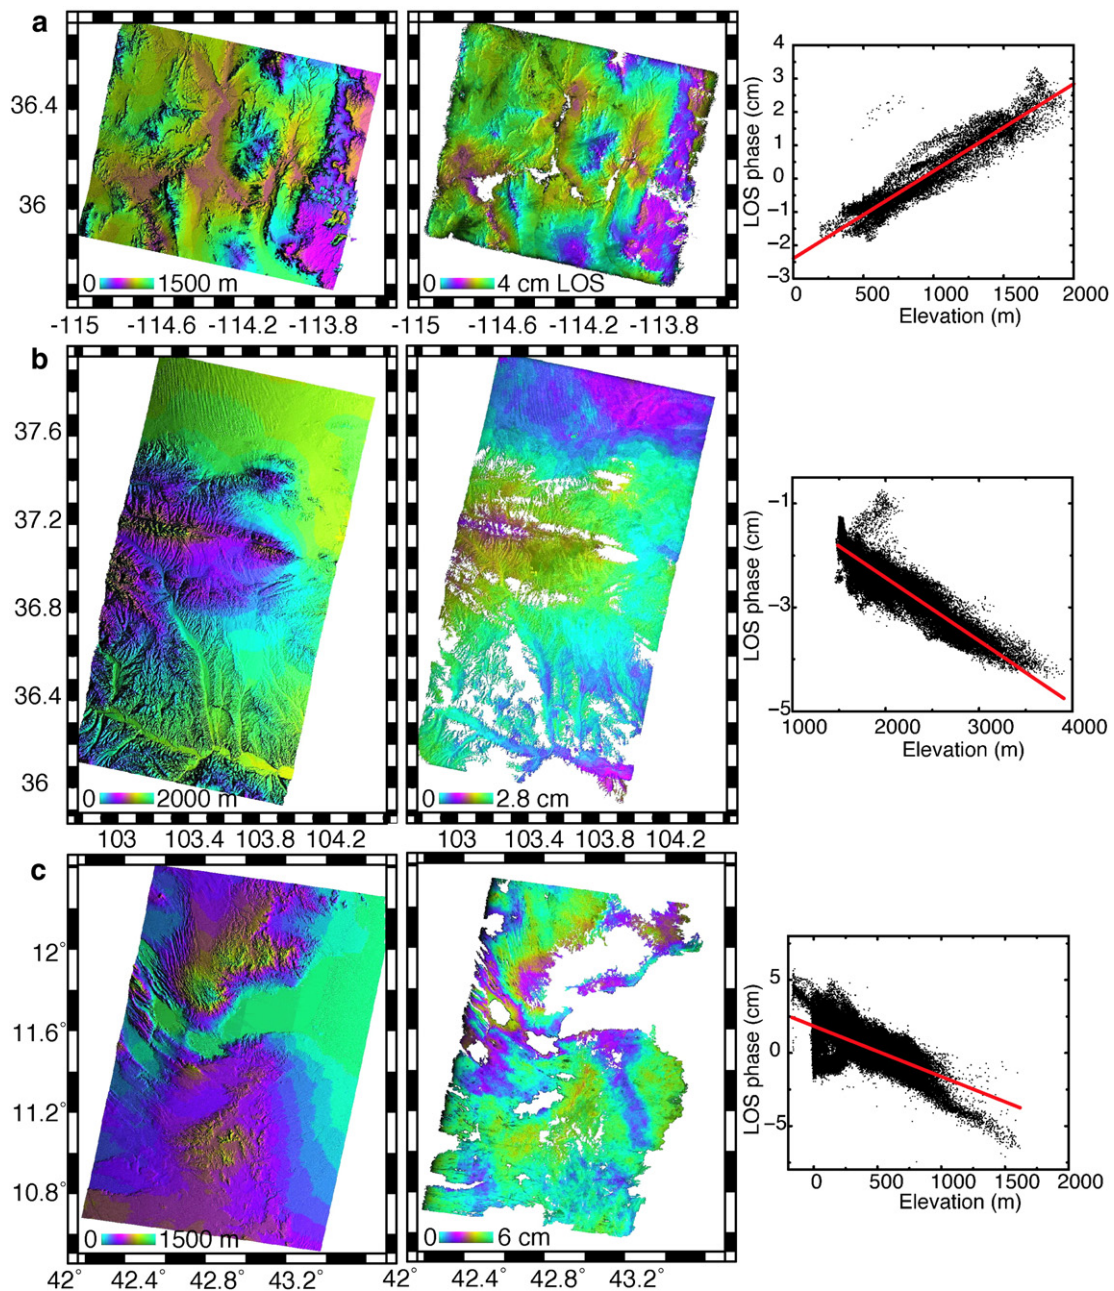 a
36.4
36
0 1500 m
0 4 cm LOS
-115 -114.6 -114.2 -113.8
-115 -114.6 -114.2 -113.8
LOS phase (cm)
4
3
2
1
0
−1
−2
−3
0 500 1000 1500 2000
Elevation (m)
b
37.6
37.2
36.8
36.4
36
0 2000 m
0 2.8 cm
103 103.4 103.8 104.2
103 103.4 103.8 104.2
LOS phase (cm)
−1
−3
−5
1000 2000 3000 4000
Elevation (m)
c
12°
11.6°
11.2°
10.8°
0 1500 m
0 6 cm
42° 42.4° 42.8° 43.2°
42° 42.4° 42.8° 43.2°
LOS phase (cm)
5
0
−5
0 500 1000 1500 2000
Elevation (m)